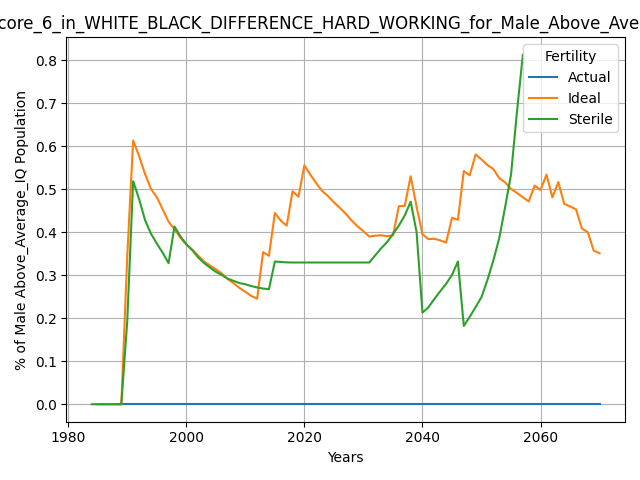 core_6_in_WHITE_BLACK_DIFFERENCE_HARD_WORKING_for_Male_Above_Ave
Fertility
Actual
Ideal
Sterile
% of Male Above_Average_IQ Population
0.8
0.7
0.6
0.5
0.4
0.3
0.2
0.1
0.0
1980 2000 2020 2040 2060
Years